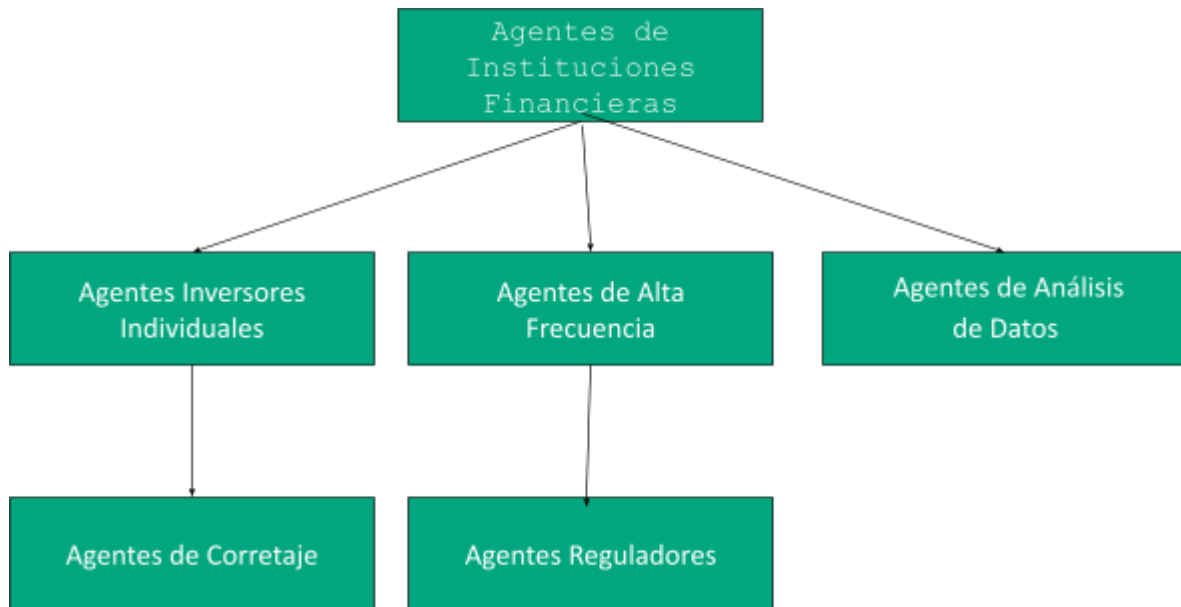 Agentes de
Instituciones
Financieras
Agentes Inversores
Individuales
Agentes de Alta
Frecuencia
Agentes de Análisis
de Datos
Agentes de Corretaje
Agentes Reguladores